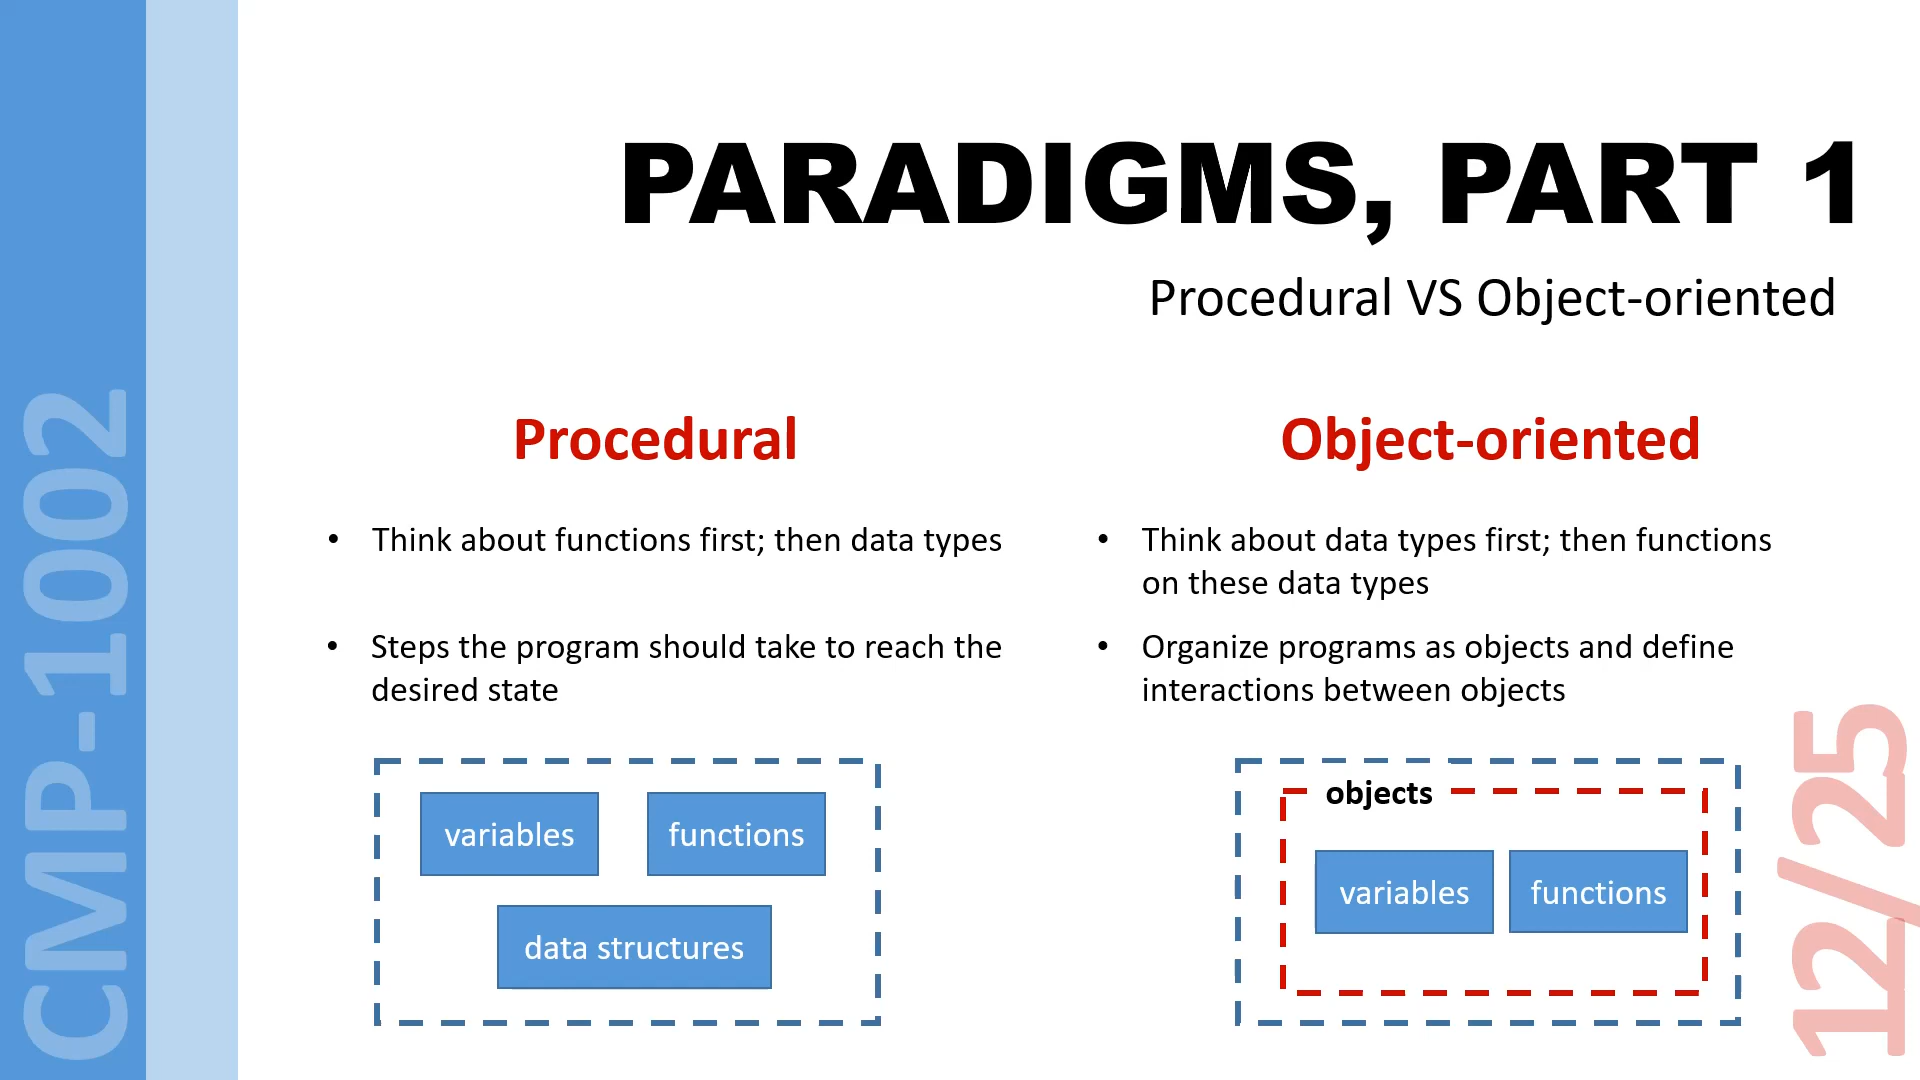 PARADIGMS, PART 1
Procedural VS Object-oriented
Procedural
• Think about functions first; then data types
• Steps the program should take to reach the
desired state
variables
functions
data structures
Object-oriented
• Think about data types first; then functions
on these data types
• Organize programs as objects and define
interactions between objects
objects
variables
functions
CMP-1002
12/25